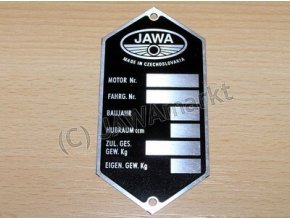 JAWA
MADE IN CZECHOSLOVAKIA
MOTOR Nr.
FAHRG. Nr.
BAUJAHR
HUBRAUM ccm
ZUL. GES.
GEW. Kg
EIGEN. GEW. Kg
(C) JAWAmarkt